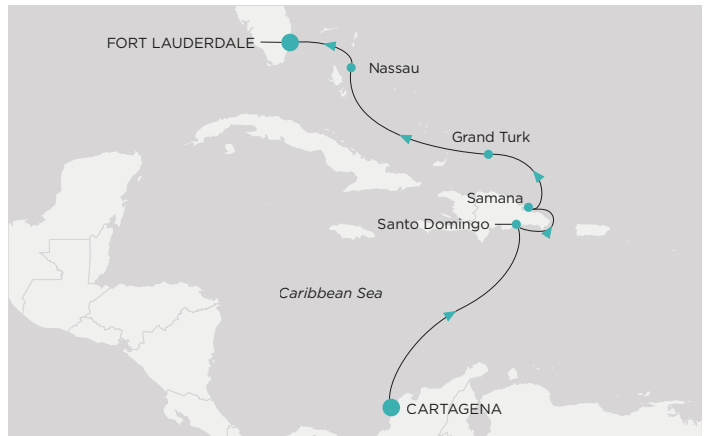 FORT LAUDERDALE
Nassau
Grand Turk
Samana
Santo Domingo
Caribbean Sea
CARTAGENA